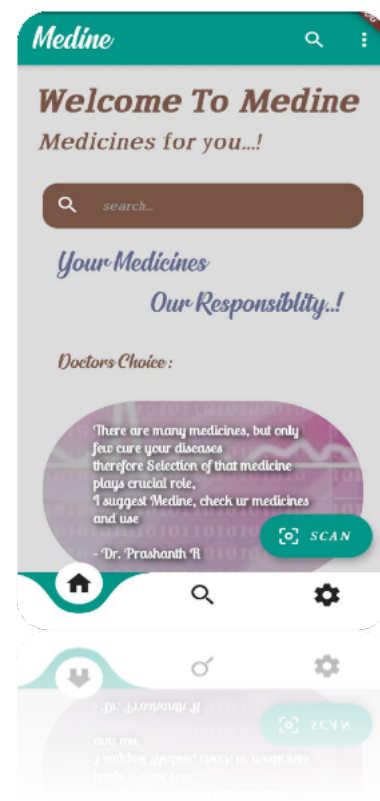 Medine
Welcome To Medine
Medicines for you...!
search...
Your Medicines
Our Responsiblity..!
Doctors Choice :
There are many medicines, but only
few cure your diseases
therefore Selection of that medicine
plays crucial role,
I suggest Medine, check ur medicines
and use
- Dr. Prashanth R
SCAN